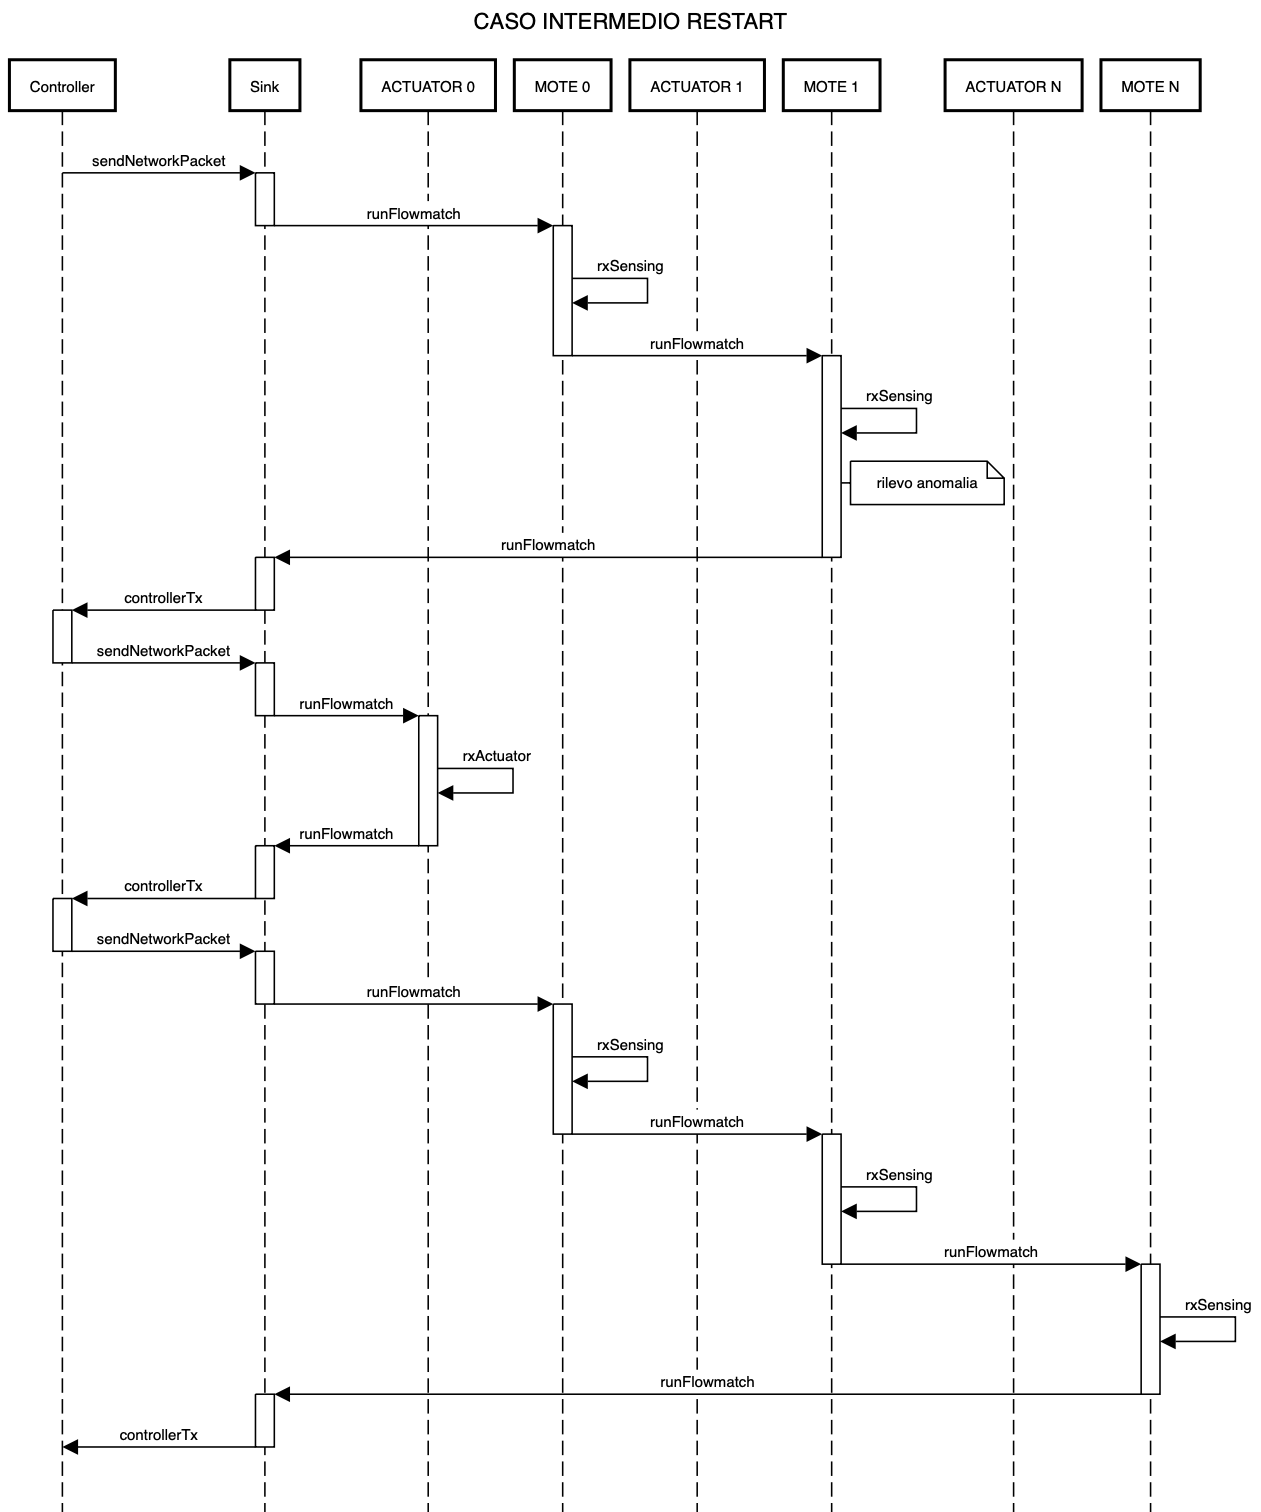 CASO INTERMEDIO RESTART
Controller
Sink
ACTUATOR 0
MOTE 0
ACTUATOR 1
MOTE 1
ACTUATOR N
MOTE N
sendNetworkPacket
runFlowmatch
rxSensing
runFlowmatch
rxSensing
rilevo anomalia
runFlowmatch
controllerTx
sendNetworkPacket
runFlowmatch
rxActuator
runFlowmatch
controllerTx
sendNetworkPacket
runFlowmatch
rxSensing
runFlowmatch
rxSensing
runFlowmatch
rxSensing
runFlowmatch
controllerTx